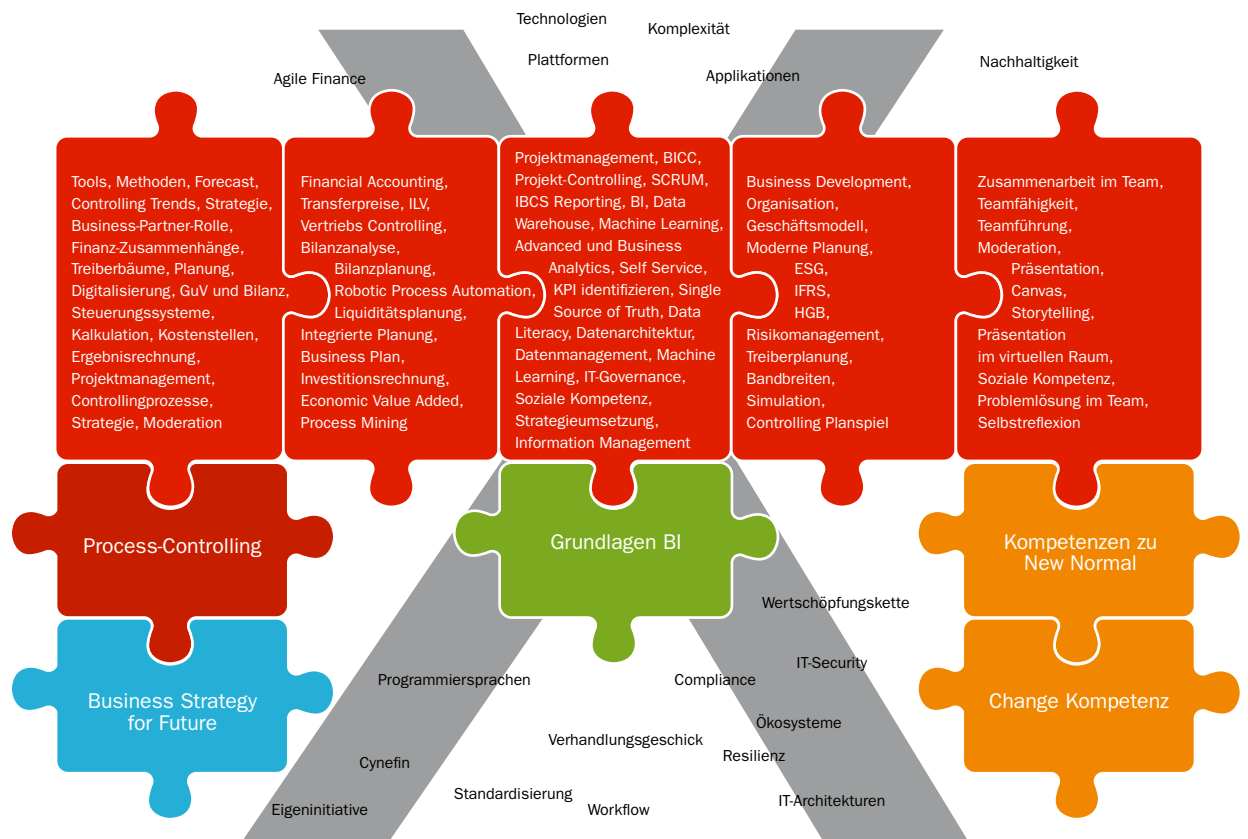 Technologien
Komplexität
Plattformen
Nachhaltigkeit
Agile Finance
Applikationen
Tools, Methoden, Forecast,
Controlling Trends, Strategie,
Business-Partner-Rolle,
Finanz-Zusammenhänge,
Treiberbäume, Planung,
Digitalisierung, GuV und Bilanz,
Steuerungssysteme,
Kalkulation, Kostenstellen,
Ergebnisrechnung,
Projektmanagement,
Controllingprozesse,
Strategie, Moderation
Financial Accounting,
Transferpreise, ILV,
Vertriebs Controlling,
Bilanzanalyse,
Bilanzplanung,
Robotic Process Automation,
Liquiditätsplanung,
Integrierte Planung,
Business Plan,
Investitionsrechnung,
Economic Value Added,
Process Mining
Projektmanagement, BICC,
Projekt-Controlling, SCRUM,
IBCS Reporting, BI, Data
Warehouse, Machine Learning,
Advanced und Business
Analytics, Self Service,
KPI identifizieren, Single
Source of Truth, Data
Literacy, Datenarchitektur,
Datenmanagement, Machine
Learning, IT-Governance,
Soziale Kompetenz,
Strategieumsetzung,
Information Management
Business Development,
Organisation,
Geschäftsmodell,
Moderne Planung,
ESG,
IFRS,
HGB,
Risikomanagement,
Treiberplanung,
Bandbreiten,
Simulation,
Controlling Planspiel
Zusammenarbeit im Team,
Teamfähigkeit,
Teamführung,
Moderation,
Präsentation,
Canvas,
Storytelling,
Präsentation
im virtuellen Raum,
Soziale Kompetenz,
Problemlösung im Team,
Selbstreflexion
Process-Controlling
Grundlagen BI
Kompetenzen zu
New Normal
Business Strategy
for Future
Change Kompetenz
Wertschöpfungskette
IT-Security
Programmiersprachen
Compliance
Ökosysteme
Verhandlungsgeschick
Resilienz
Cynefin
Standardisierung
IT-Architekturen
Eigeninitiative
Workflow